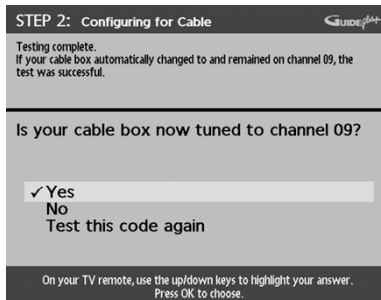 STEP 2: Configuring for Cable GUIDE plus+
Testing complete.
If your cable box automatically changed to and remained on channel 09, the
test was successful.
Is your cable box now tuned to channel 09?
✓ Yes
No
Test this code again
On your TV remote, use the up/down keys to highlight your answer.
Press OK to choose.